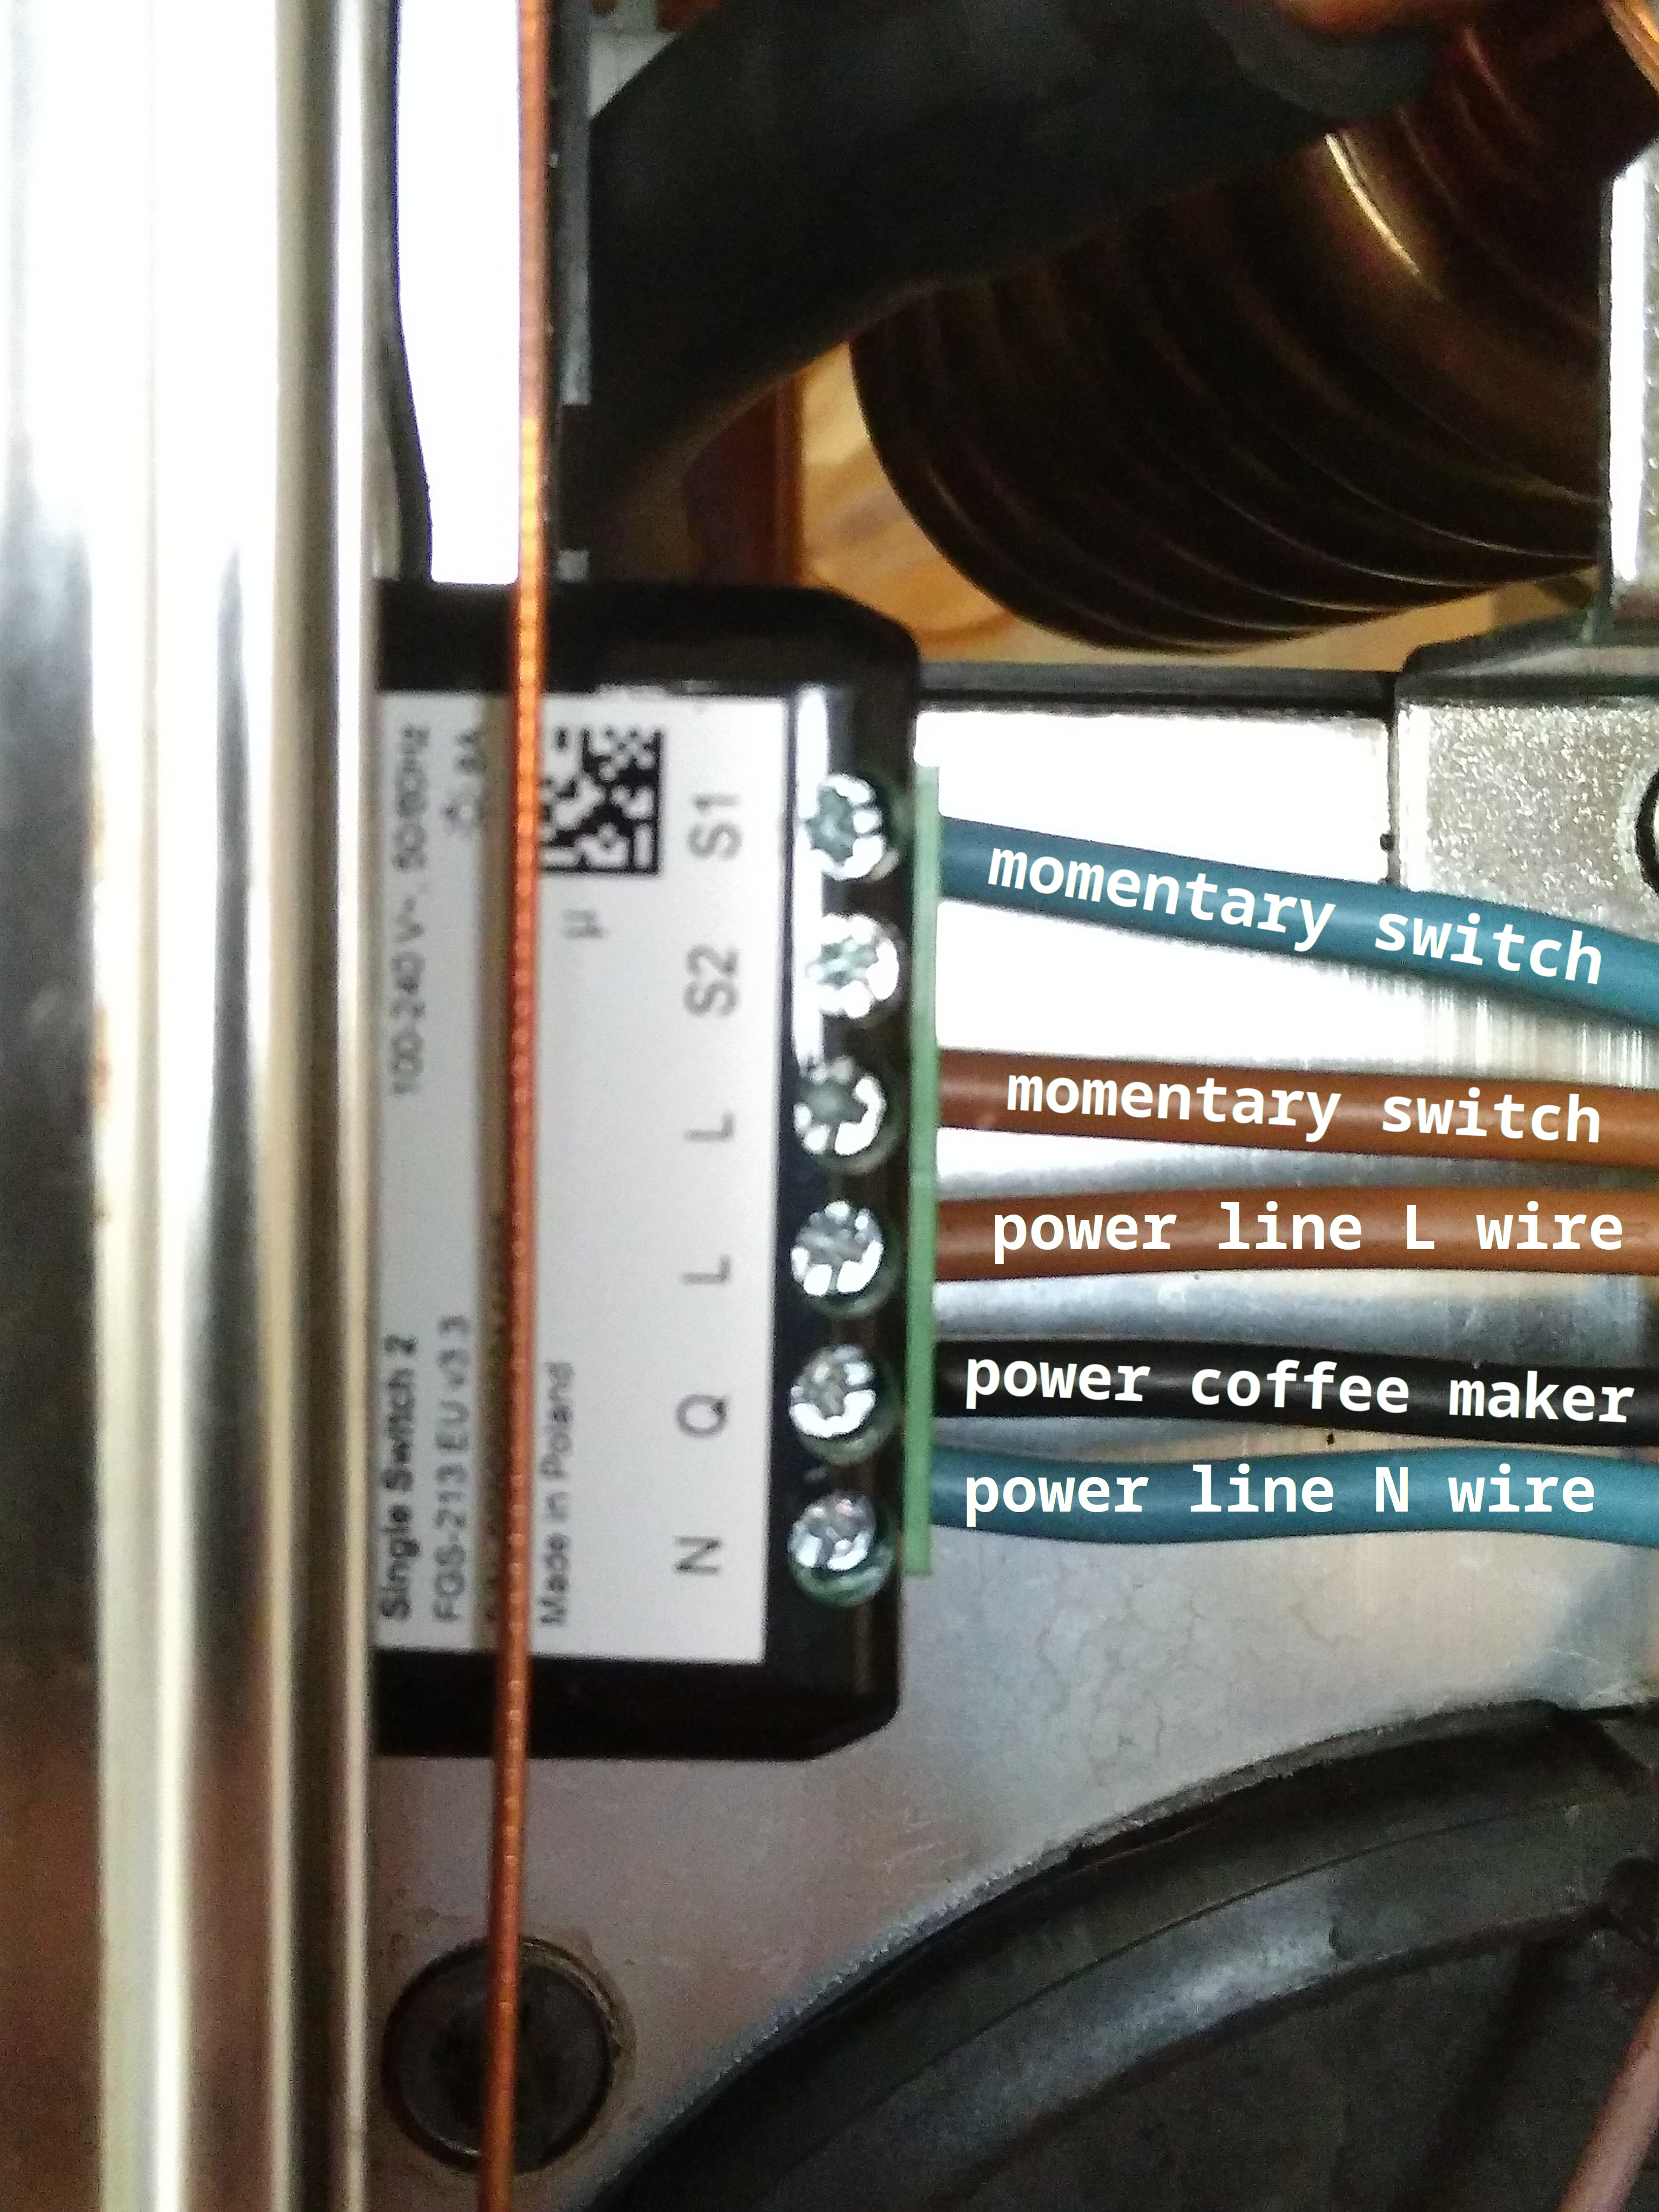 momentary switch
momentary switch
power line L wire
power coffee maker
power line N wire
Single Switch 2
100-240 V~, 50/60Hz
FGS-213 EU v3.3
8A
Made in Poland
µ
N Q L L S2 S1